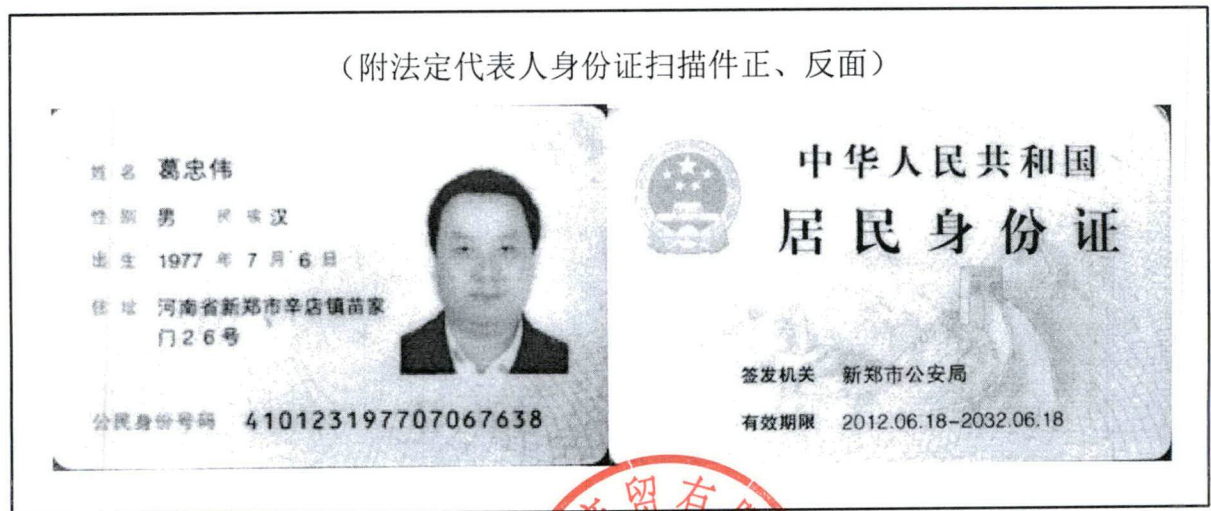 （附法定代表人身份证扫描件正、反面）
姓名 葛忠伟
性别 男 民族 汉
出生 1977 年 7 月 6 日
住址 河南省新郑市辛店镇苗家
门26号
公民身份号码 410123197707067638
中华人民共和国
居民身份证
签发机关 新郑市公安局
有效期限 2012.06.18-2032.06.18
贸有